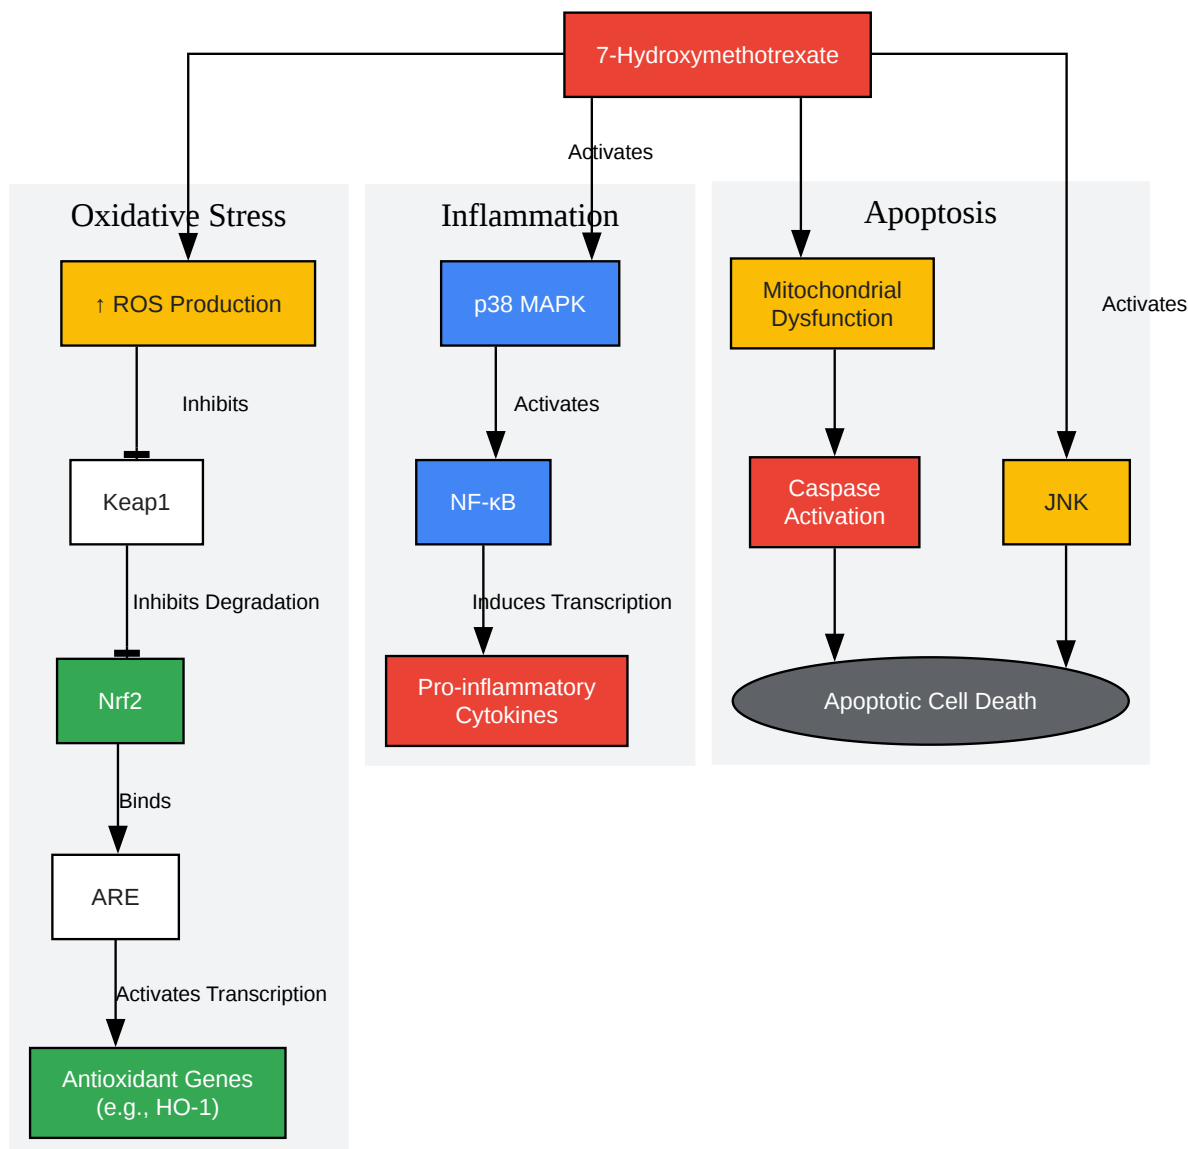 7-Hydroxymethotrexate
Activates
Oxidative Stress
Inflammation
Apoptosis
↑ ROS Production
p38 MAPK
Mitochondrial
Dysfunction
Activates
Inhibits
Activates
Keap1
NF-κB
Caspase
Activation
JNK
Inhibits Degradation
Induces Transcription
Nrf2
Pro-inflammatory
Cytokines
Apoptotic Cell Death
Binds
ARE
Activates Transcription
Antioxidant Genes
(e.g., HO-1)